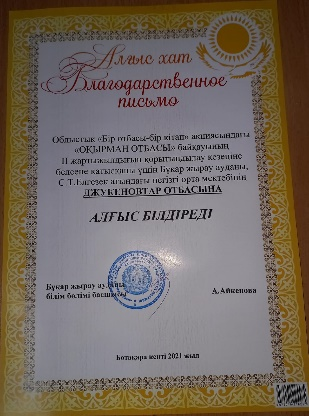 Алғыс хат
Благодарственное
письмо
Облыстық «Бір отбасы-бір кітап» акциясындағы
«ОҚЫРМАН ОТБАСЫ» байқауының
II жартыжылдығын қорытындылау кезеңіне
белсене қатысқаны үшін Бұқар жырау ауданы,
атындағы негізгі орта мектебінің
ДЖУКЕНОВТАР ОТБАСЫНА
АЛҒЫС БІЛДІРЕДІ
Бұқар жырау ауданы
білім бөлімі басшысы
А.Айкенова
Ботақара кенті 2021 жыл